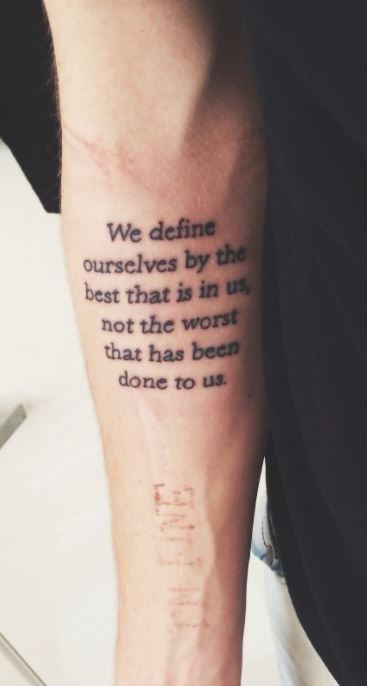 We define
ourselves by the
best that is in us,
not the worst
that has been
done to us.
I'M FINE